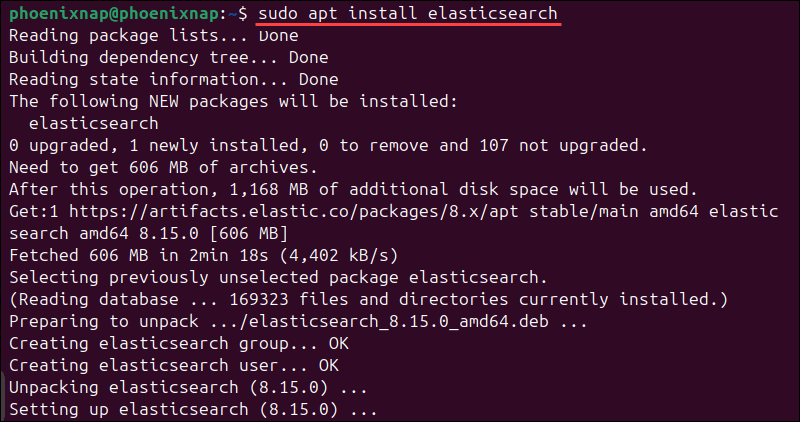 phoenixnap@phoenixnap:~$ sudo apt install elasticsearch
Reading package lists... Done
Building dependency tree... Done
Reading state information... Done
The following NEW packages will be installed:
  elasticsearch
0 upgraded, 1 newly installed, 0 to remove and 107 not upgraded.
Need to get 606 MB of archives.
After this operation, 1,168 MB of additional disk space will be used.
Get:1 https://artifacts.elastic.co/packages/8.x/apt stable/main amd64 elastic
search amd64 8.15.0 [606 MB]
Fetched 606 MB in 2min 18s (4,402 kB/s)
Selecting previously unselected package elasticsearch.
(Reading database ... 169323 files and directories currently installed.)
Preparing to unpack .../elasticsearch_8.15.0_amd64.deb ...
Creating elasticsearch group... OK
Creating elasticsearch user... OK
Unpacking elasticsearch (8.15.0) ...
Setting up elasticsearch (8.15.0) ...